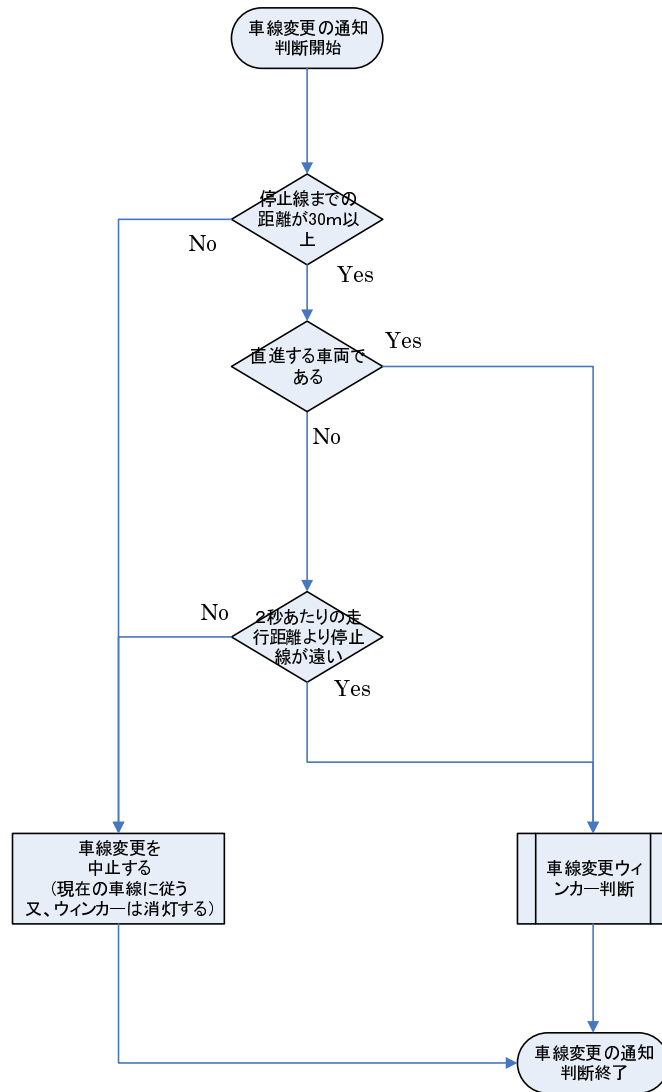 車線変更の通知
判断開始
停止線までの
距離が30m以
上
No
Yes
直進する車両で
ある
Yes
No
2秒あたりの走
行距離より停止
線が遠い
No
Yes
車線変更を
中止する
(現在の車線に従う
又、ウィンカーは消灯する)
車線変更ウィ
ンカー判断
車線変更の通知
判断終了